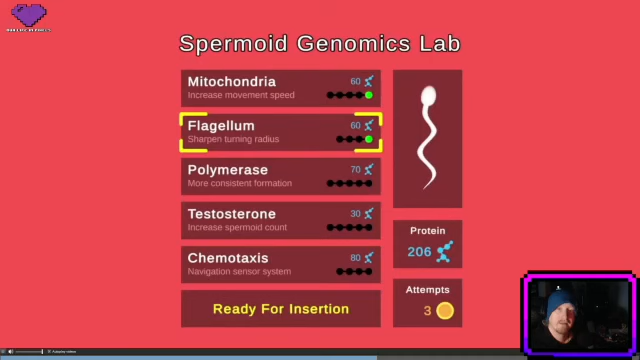 Spermoid Genomics Lab
Mitochondria 60
Increase movement speed
Flagellum 60
Sharpen turning radius
Polymerase 70
More consistent formation
Testosterone 30
Increase spermoid count
Chemotaxis 80
Navigation sensor system
Ready For Insertion
Protein
206
Attempts
3